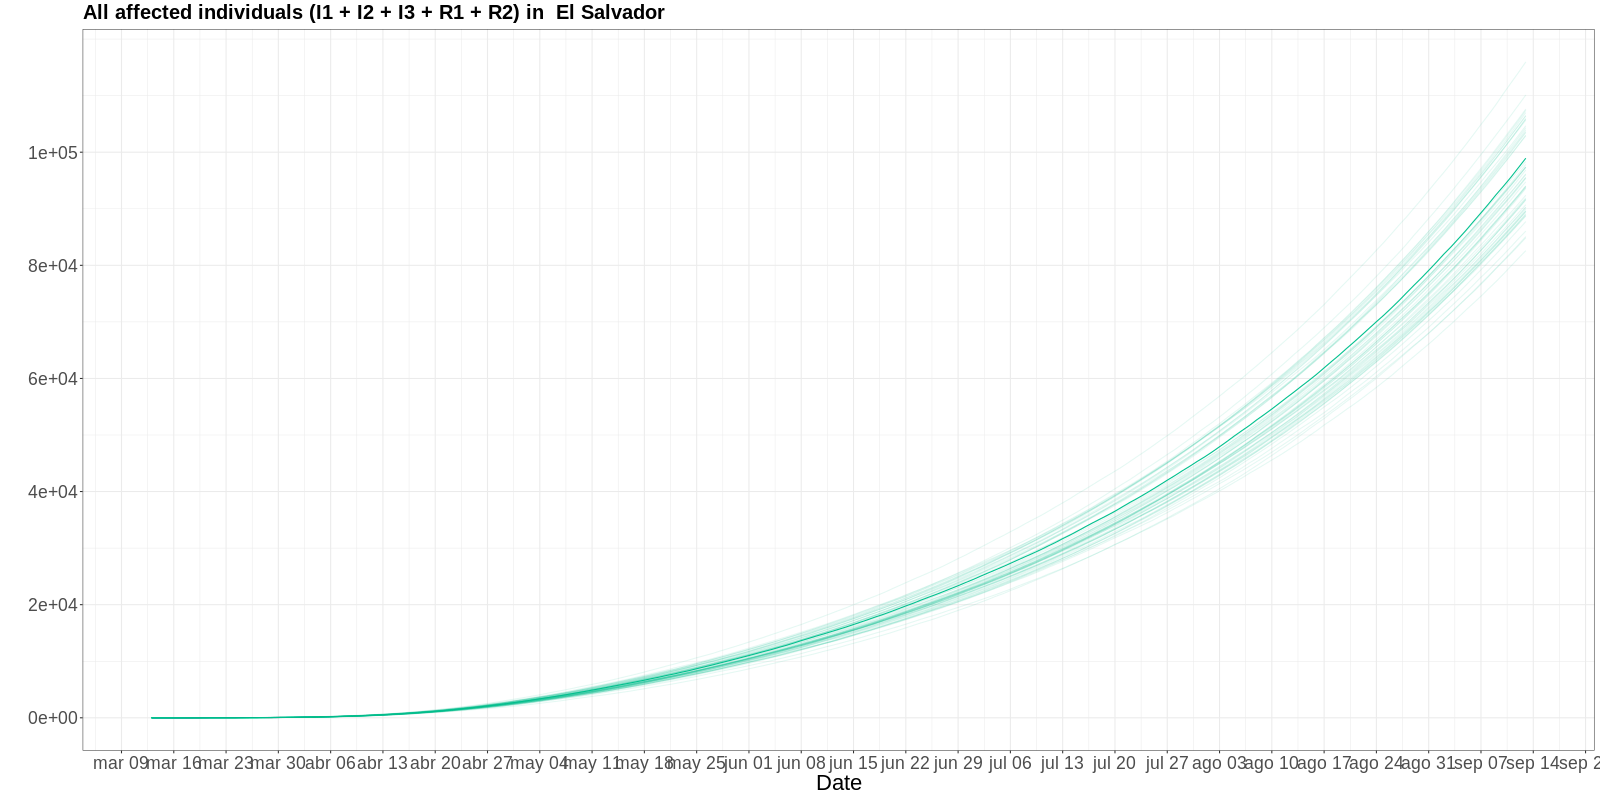 All affected individuals (I1 + I2 + I3 + R1 + R2) in  El Salvador
1e+05
8e+04
6e+04
4e+04
2e+04
0e+00
mar 09 mar 16 mar 23 mar 30 abr 06 abr 13 abr 20 abr 27 may 04 may 11 may 18 may 25 jun 01 jun 08 jun 15 jun 22 jun 29 jul 06 jul 13 jul 20 jul 27 ago 03 ago 10 ago 17 ago 24 ago 31 sep 07 sep 14 sep 2
Date